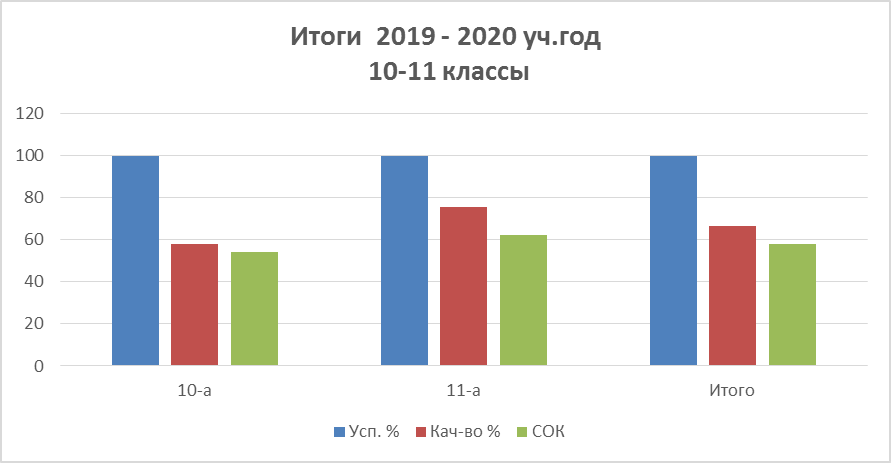 Итоги  2019 - 2020 уч.год
10-11 классы
120
100
80
60
40
20
0
10-а
11-а
Итого
Усп. %
Кач-во %
СОК